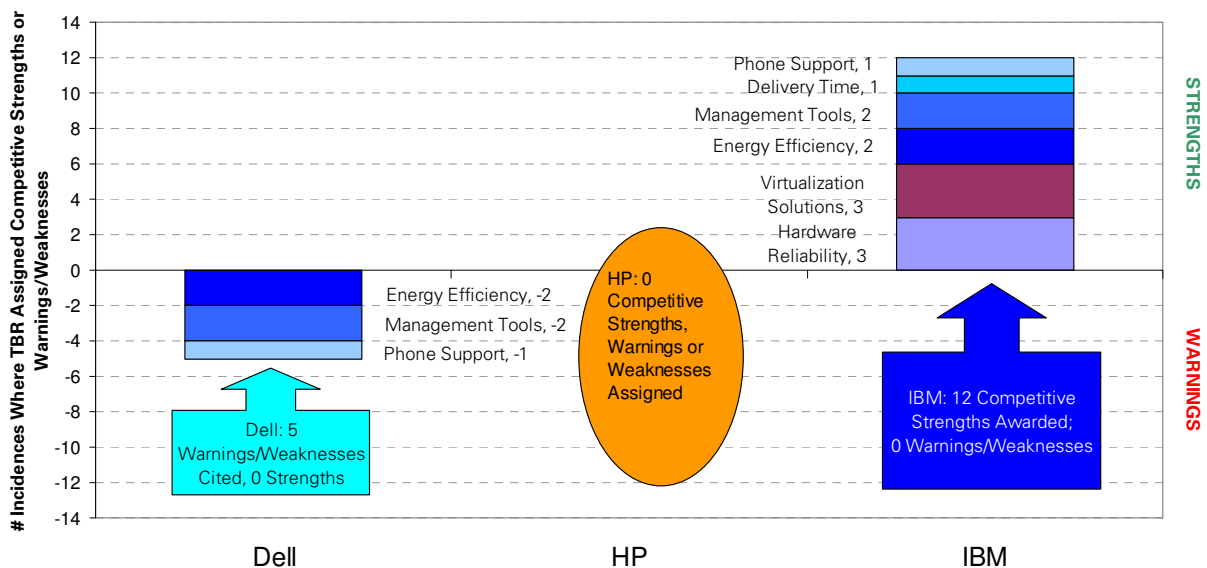 # Incidences Where TBR Assigned Competitive Strengths or
Warnings/Weaknesses
14
12
10
8
6
4
2
0
-2
-4
-6
-8
-10
-12
-14
Energy Efficiency, -2
Management Tools, -2
Phone Support, -1
Dell: 5
Warnings/Weaknesses
Cited, 0 Strengths
HP: 0
Competitive
Strengths,
Warnings or
Weaknesses
Assigned
Phone Support, 1
Delivery Time, 1
Management Tools, 2
Energy Efficiency, 2
Virtualization
Solutions, 3
Hardware
Reliability, 3
IBM: 12 Competitive
Strengths Awarded;
0 Warnings/Weaknesses
STRENGTHS
WARNINGS
Dell
HP
IBM